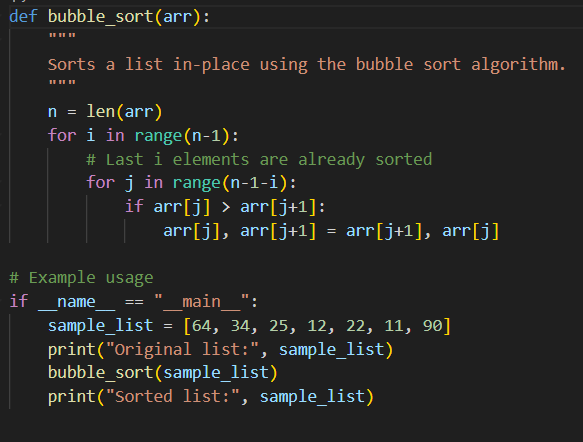 def bubble_sort(arr):
    """
    Sorts a list in-place using the bubble sort algorithm.
    """
    n = len(arr)
    for i in range(n-1):
        # Last i elements are already sorted
        for j in range(n-1-i):
            if arr[j] > arr[j+1]:
                arr[j], arr[j+1] = arr[j+1], arr[j]

# Example usage
if __name__ == "__main__":
    sample_list = [64, 34, 25, 12, 22, 11, 90]
    print("Original list:", sample_list)
    bubble_sort(sample_list)
    print("Sorted list:", sample_list)